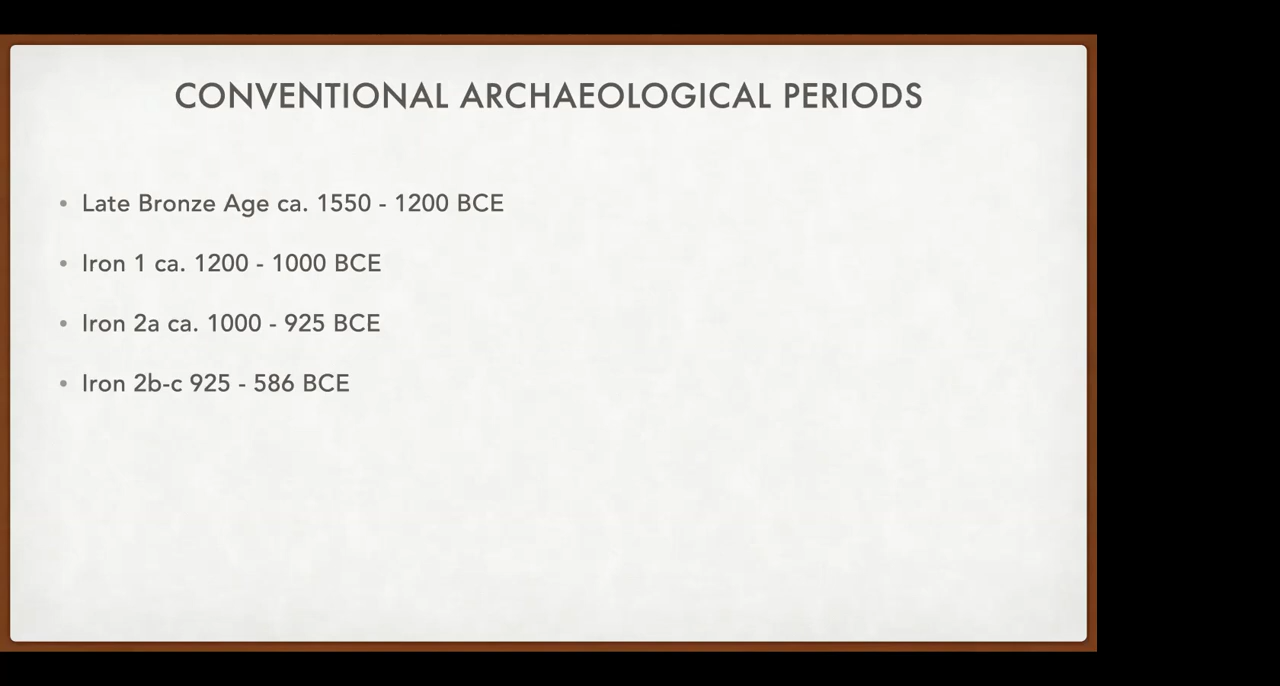 CONVENTIONAL ARCHAEOLOGICAL PERIODS
• Late Bronze Age ca. 1550 - 1200 BCE
• Iron 1 ca. 1200 - 1000 BCE
• Iron 2a ca. 1000 - 925 BCE
• Iron 2b-c 925 - 586 BCE